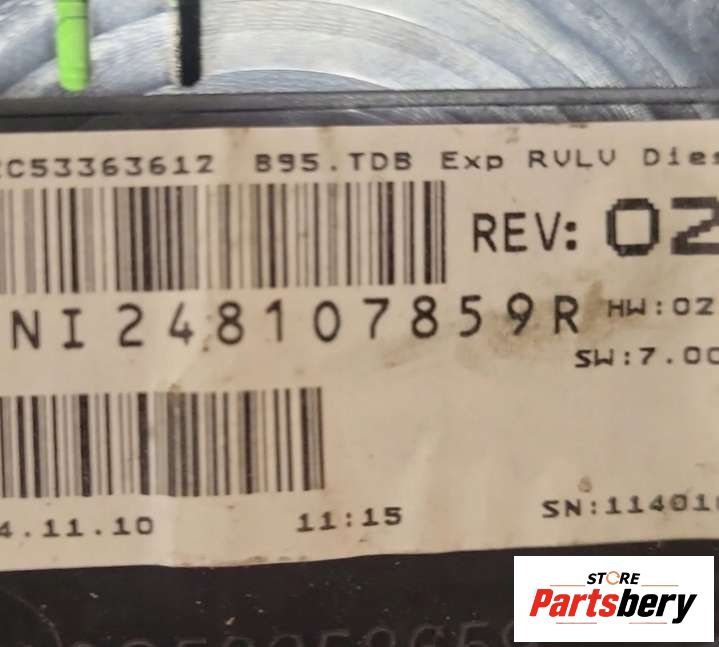 2C53363612 B95.TDB Exp RVLV Dies
REV: 02
NI 248107859R HW:02
SW:7.00
4.11.10 11:15 SN:11401
STORE
Partsbery